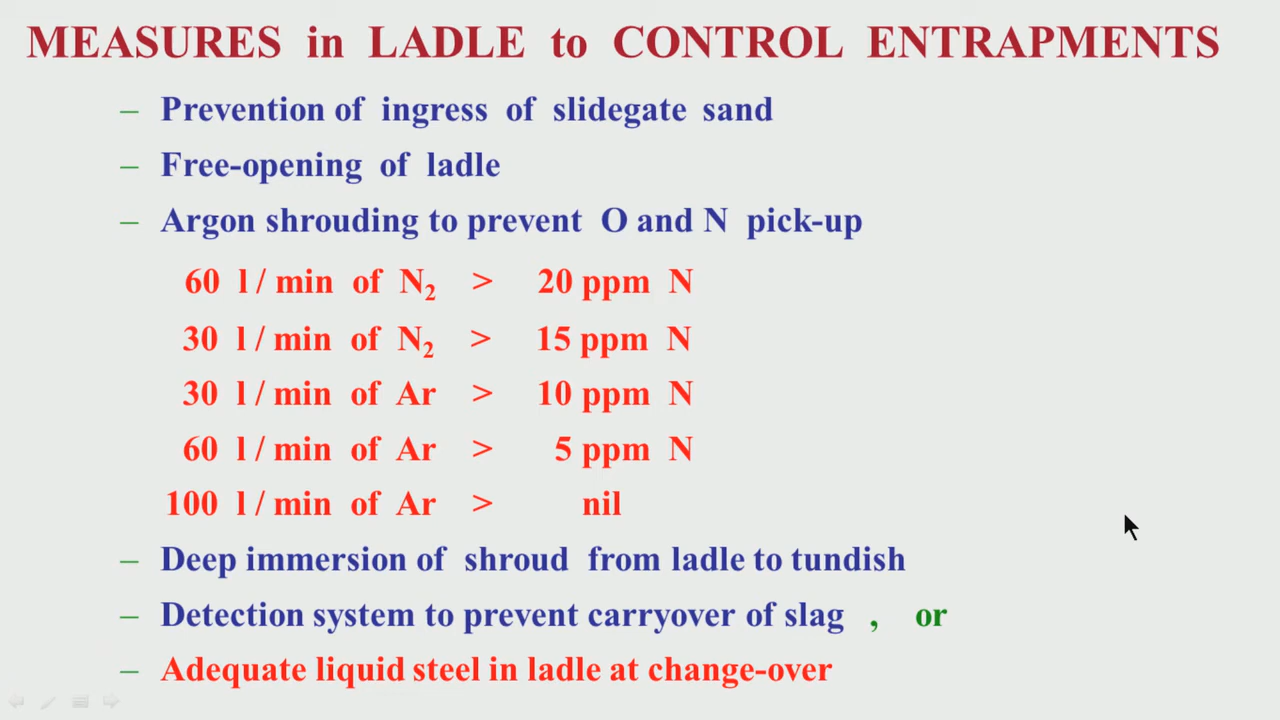 MEASURES in LADLE to CONTROL ENTRAPMENTS
– Prevention of ingress of slidegate sand
– Free-opening of ladle
– Argon shrouding to prevent O and N pick-up
60 l / min of N₂ > 20 ppm N
30 l / min of N₂ > 15 ppm N
30 l / min of Ar > 10 ppm N
60 l / min of Ar > 5 ppm N
100 l / min of Ar > nil
– Deep immersion of shroud from ladle to tundish
– Detection system to prevent carryover of slag , or
– Adequate liquid steel in ladle at change-over